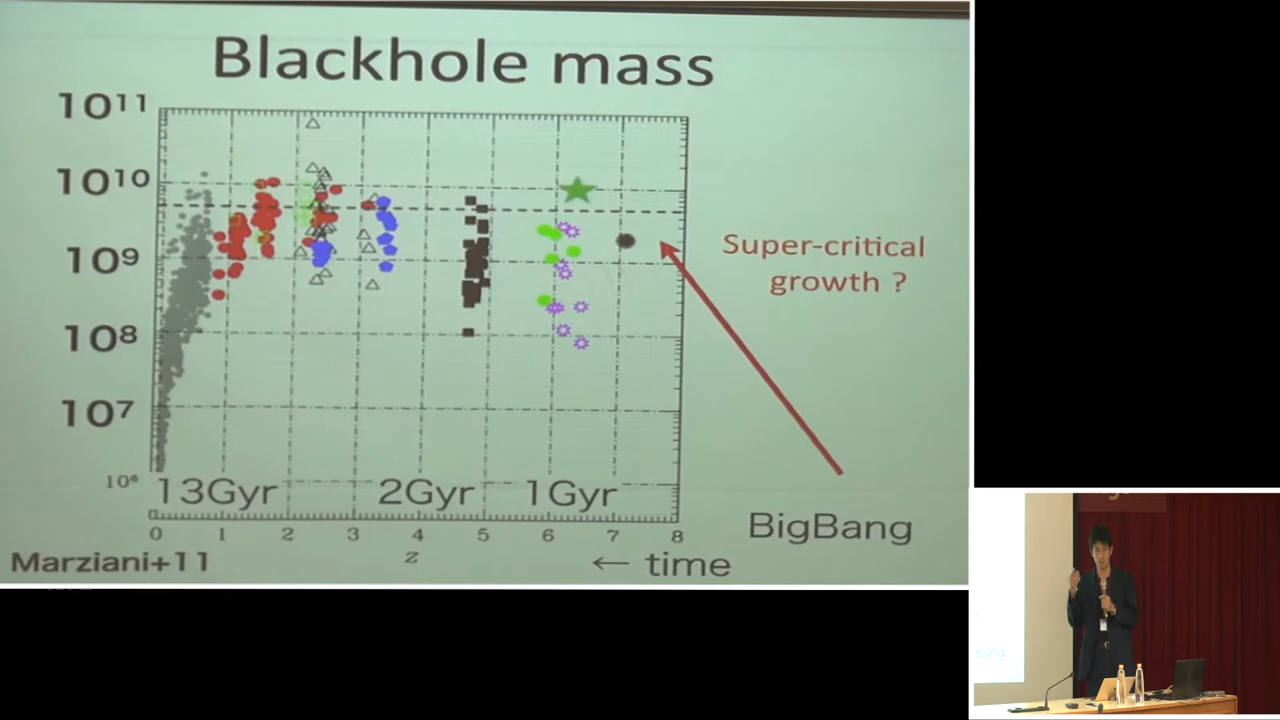 Blackhole mass
10¹¹
10¹⁰
10⁹
10⁸
10⁷
10⁶
13Gyr 2Gyr 1Gyr
0 1 2 3 4 5 6 7 8
z
Super-critical
growth ?
BigBang
Marziani+11
← time